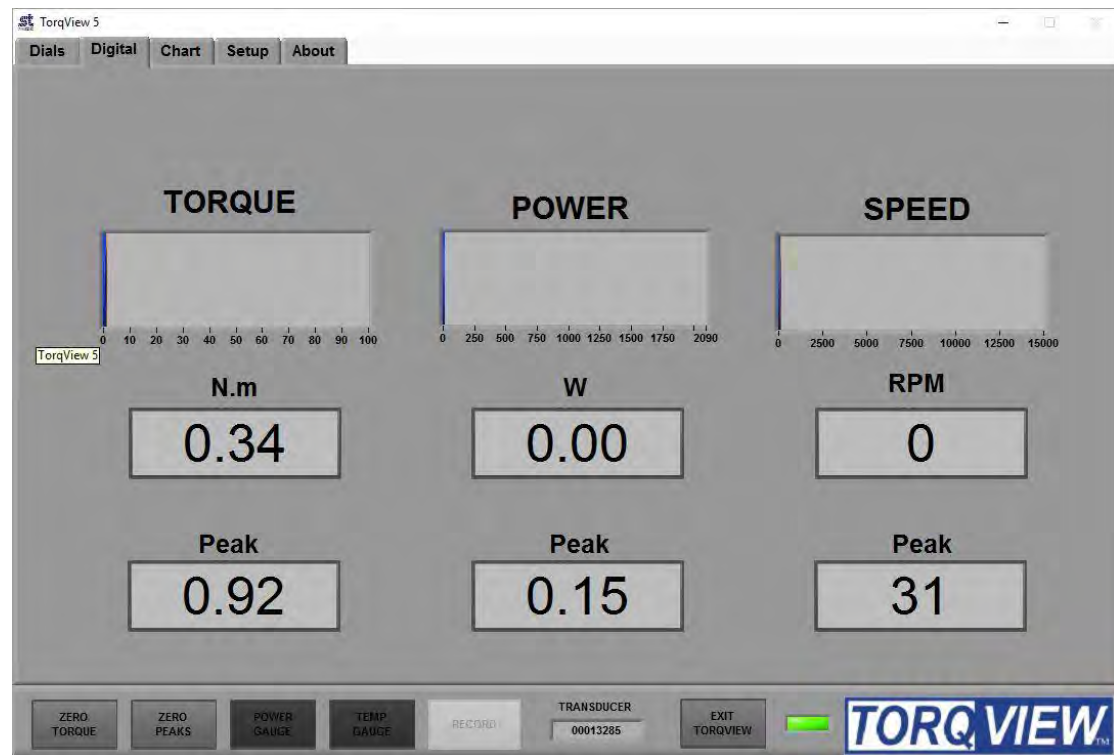 st TorqView 5
Dials Digital Chart Setup About
TORQUE POWER SPEED
0 10 20 30 40 50 60 70 80 90 100
0 250 500 750 1000 1250 1500 1750 2090
0 2500 5000 7500 10000 12500 15000
TorqView 5
N.m W RPM
0.34 0.00 0
Peak Peak Peak
0.92 0.15 31
ZERO TORQUE
ZERO PEAKS
POWER GAUGE
TEMP GAUGE
RECORD
TRANSDUCER
00013285
EXIT TORQVIEW
TORQVIEW™